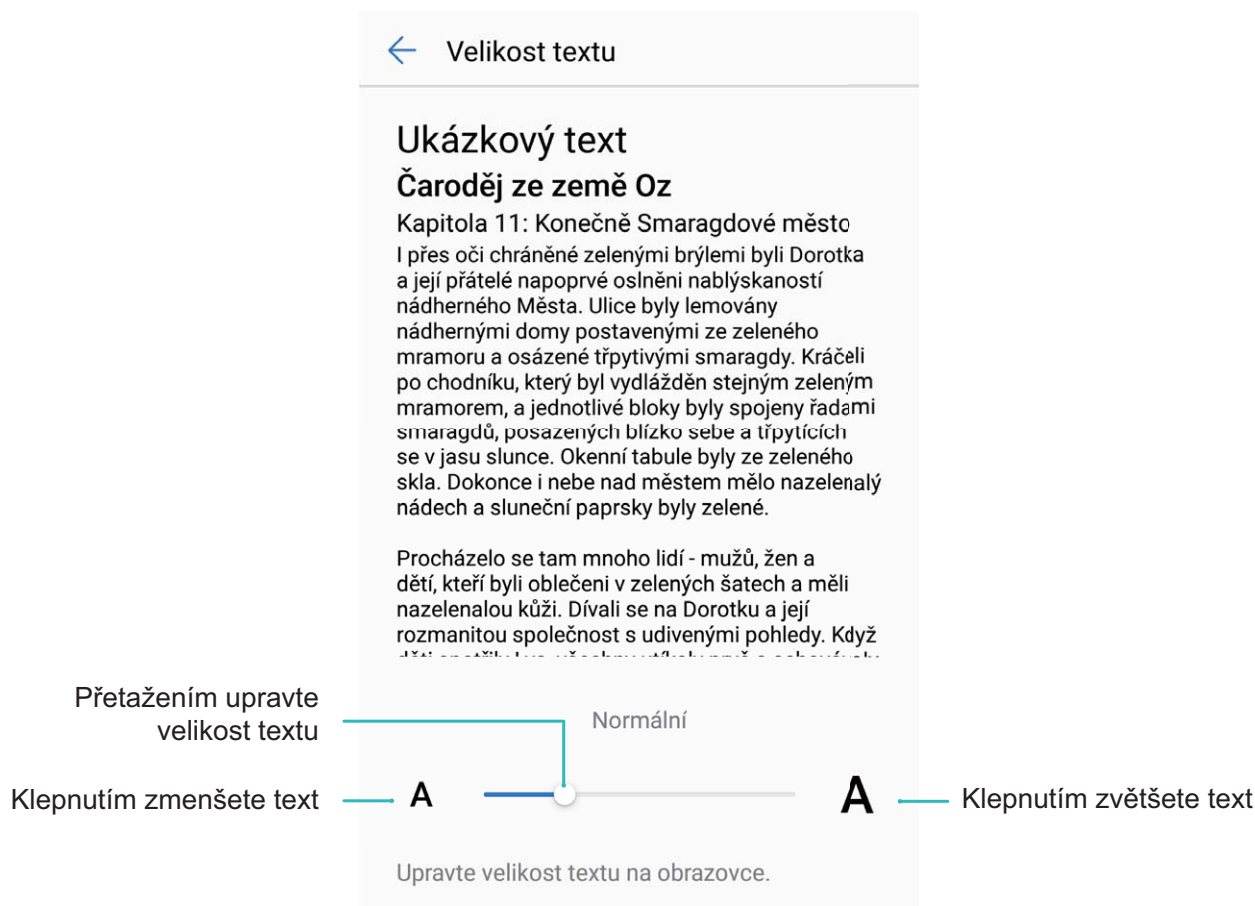 Velikost textu
Ukázkový text
Čaroděj ze země Oz
Kapitola 11: Konečně Smaragdové město
I přes oči chráněné zelenými brýlemi byli Dorotka
a její přátelé napoprvé oslněni nablýskaností
nádherného Města. Ulice byly lemovány
nádhernými domy postavenými ze zeleného
mramoru a osázené třpytivými smaragdy. Kráčeli
po chodníku, který byl vydlážděn stejným zeleným
mramorem, a jednotlivé bloky byly spojeny řadami
smaragdů, posazených blízko sebe a třpytících
se v jasu slunce. Okenní tabule byly ze zeleného
skla. Dokonce i nebe nad městem mělo nazelenalý
nádech a sluneční paprsky byly zelené.
Procházelo se tam mnoho lidí - mužů, žen a
dětí, kteří byli oblečeni v zelených šatech a měli
nazelenalou kůži. Dívali se na Dorotku a její
rozmanitou společnost s udivenými pohledy. Když
Přetažením upravte
velikost textu
Normální
Klepnutím zmenšete text
A
A
Klepnutím zvětšete text
Upravte velikost textu na obrazovce.